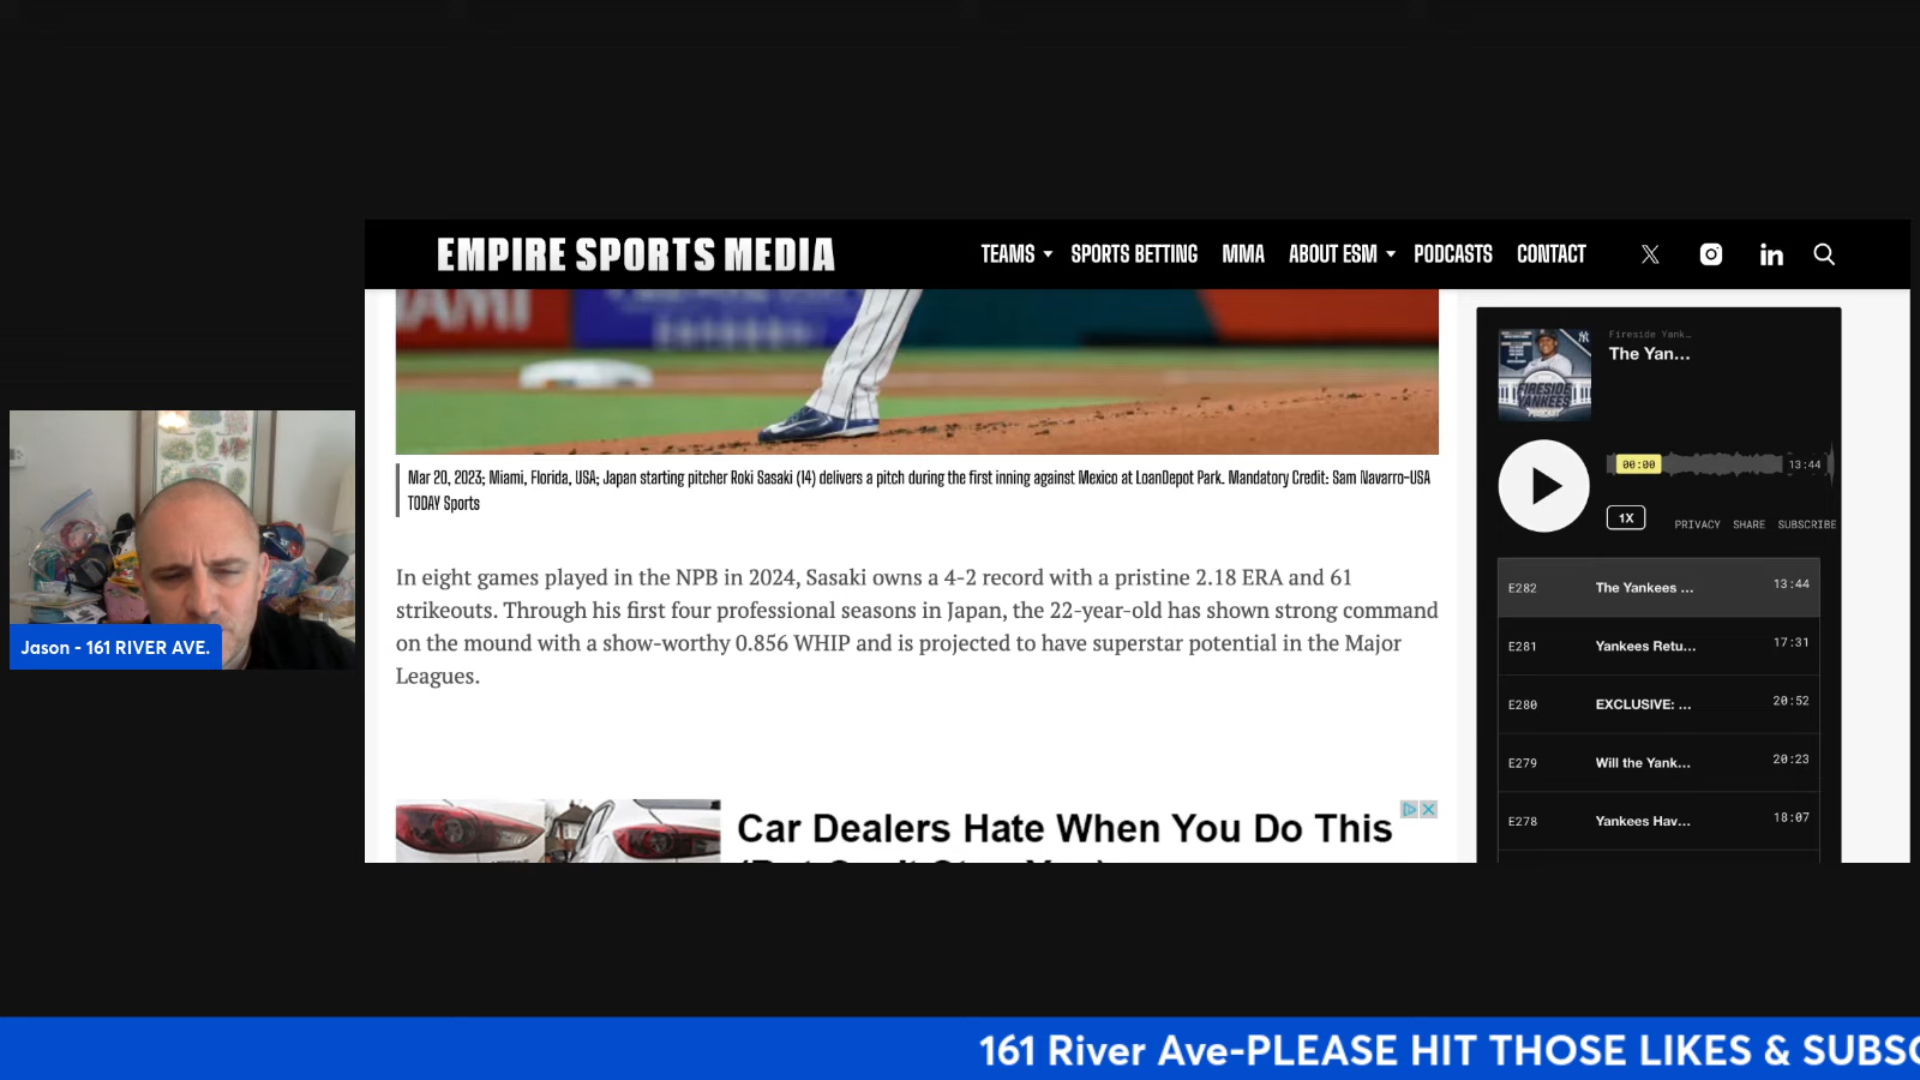 EMPIRE SPORTS MEDIA
TEAMS SPORTS BETTING MMA ABOUT ESM PODCASTS CONTACT
Mar 20, 2023; Miami, Florida, USA; Japan starting pitcher Roki Sasaki (14) delivers a pitch during the first inning against Mexico at LoanDepot Park. Mandatory Credit: Sam Navarro-USA
TODAY Sports
In eight games played in the NPB in 2024, Sasaki owns a 4-2 record with a pristine 2.18 ERA and 61
strikeouts. Through his first four professional seasons in Japan, the 22-year-old has shown strong command
on the mound with a show-worthy 0.856 WHIP and is projected to have superstar potential in the Major
Leagues.
Car Dealers Hate When You Do This
Fireside Yank…
The Yan…
FIRESIDE
YANKEES
PODCAST
00:00 13:44
1X PRIVACY SHARE SUBSCRIBE
E282 The Yankees … 13:44
E281 Yankees Retu… 17:31
E280 EXCLUSIVE: … 20:52
E279 Will the Yank… 20:23
E278 Yankees Hav… 18:07
Jason - 161 RIVER AVE.
161 River Ave-PLEASE HIT THOSE LIKES & SUBSC